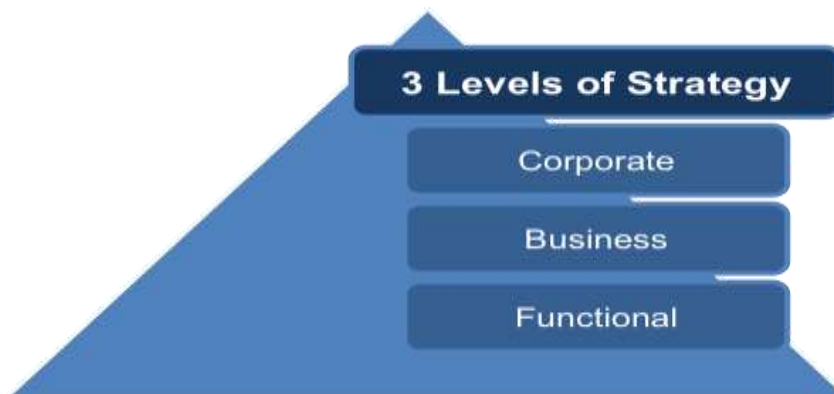 3 Levels of Strategy
Corporate
Business
Functional